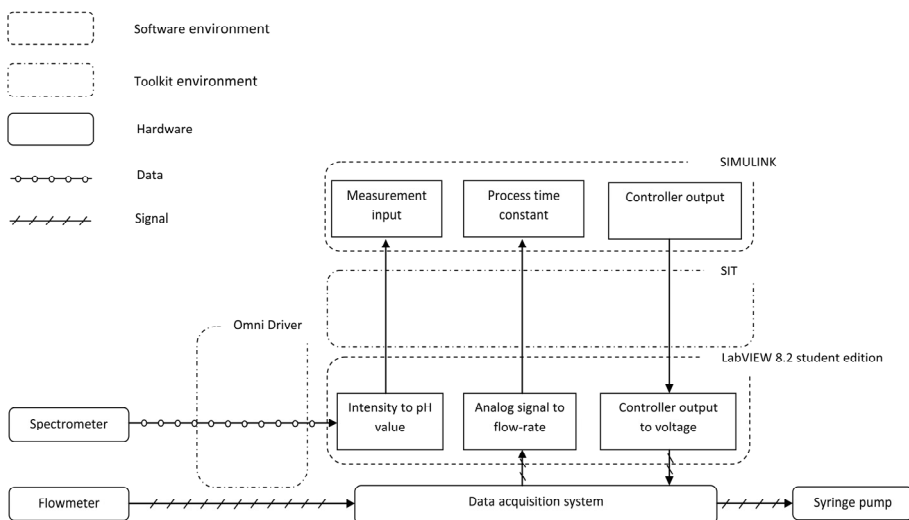 Software environment
Toolkit environment
Hardware
Data
Signal
SIMULINK
Measurement
input
Process time
constant
Controller output
SIT
Omni Driver
LabVIEW 8.2 student edition
Spectrometer
Intensity to pH
value
Analog signal to
flow-rate
Controller output
to voltage
Flowmeter
Data acquisition system
Syringe pump